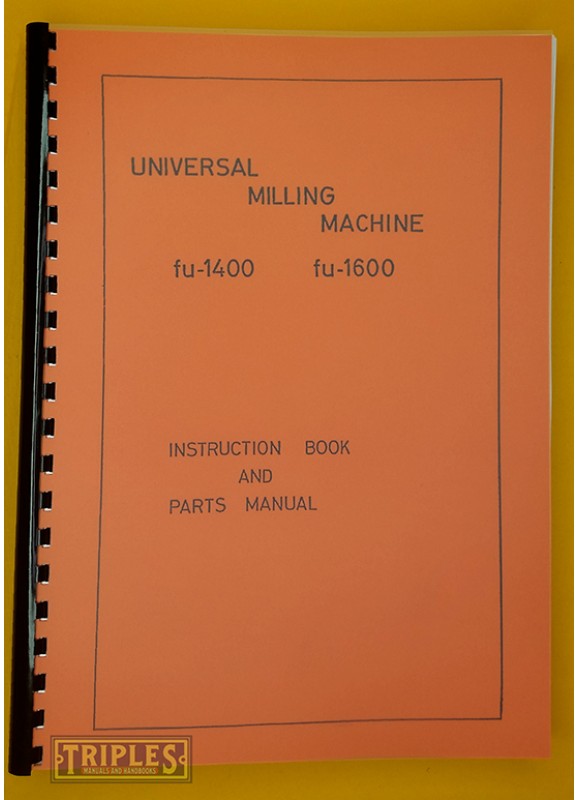 UNIVERSAL
MILLING
MACHINE
fu-1400 fu-1600
INSTRUCTION BOOK
AND
PARTS MANUAL
TRIPLES
MANUALS AND HANDBOOKS